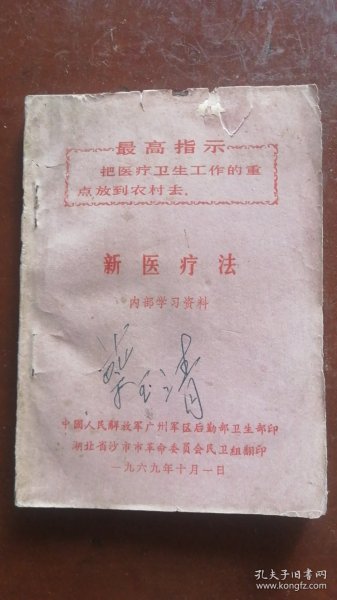 最高指示
把医疗卫生工作的重
点放到农村去.
新医疗法
内部学习资料
中國人民解放军广州军区后勤部卫生部印
湖北省沙市市革命委员会民卫组翻印
一九六九年十月一日
孔夫子旧书网
www.kongfz.com